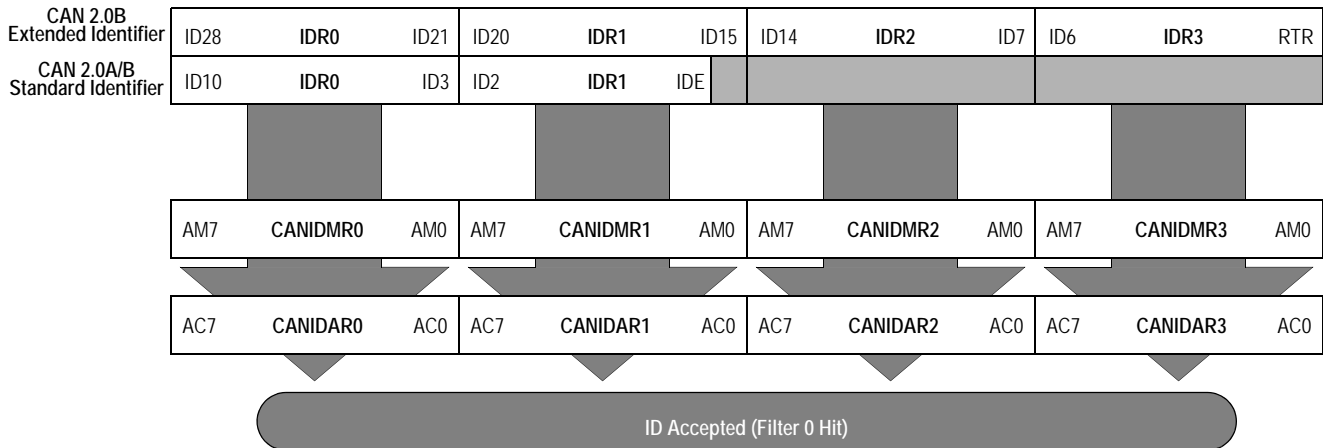 CAN 2.0B
Extended Identifier
ID28 IDR0 ID21 ID20 IDR1 ID15 ID14 IDR2 ID7 ID6 IDR3 RTR
CAN 2.0A/B
Standard Identifier
ID10 IDR0 ID3 ID2 IDR1 IDE
AM7 CANIDMR0 AM0 AM7 CANIDMR1 AM0 AM7 CANIDMR2 AM0 AM7 CANIDMR3 AM0
AC7 CANIDAR0 AC0 AC7 CANIDAR1 AC0 AC7 CANIDAR2 AC0 AC7 CANIDAR3 AC0
ID Accepted (Filter 0 Hit)